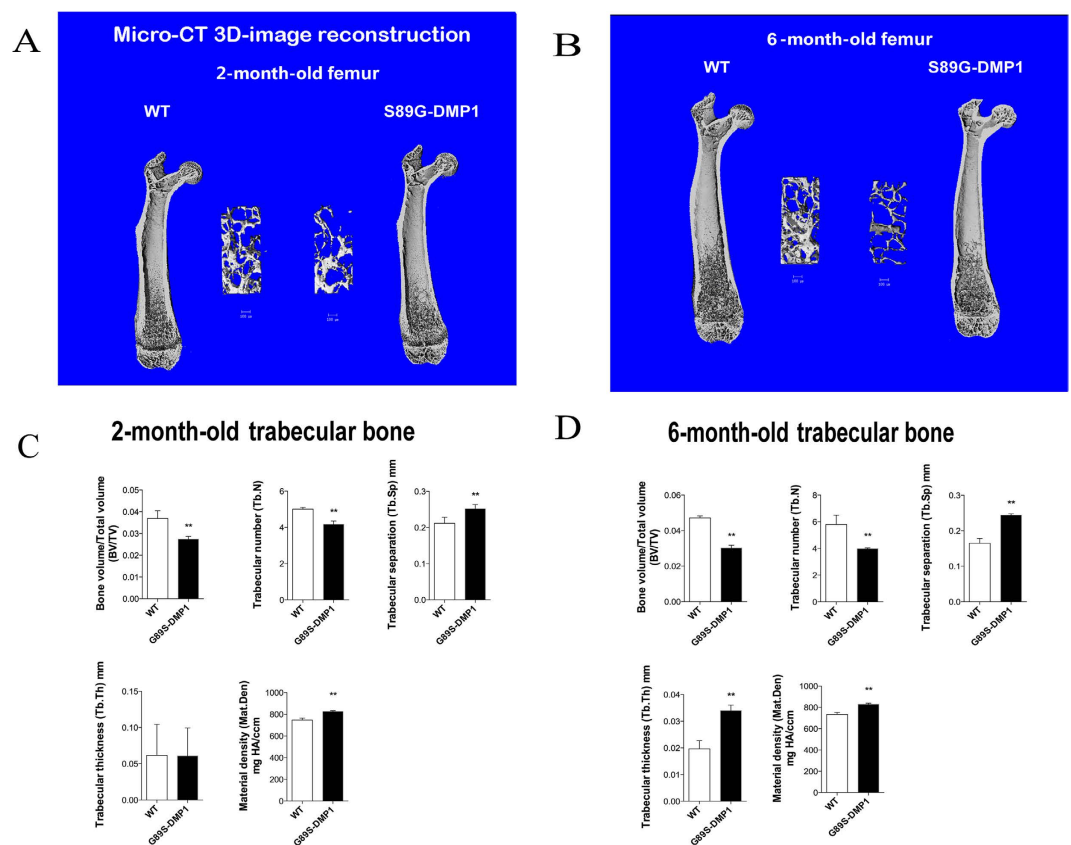 A
Micro-CT 3D-image reconstruction
2-month-old femur
WT
S89G-DMP1
100 um
100 um
B
6 -month-old femur
WT
S89G-DMP1
100 um
100 um
C
2-month-old trabecular bone
Bone volume/Total volume
(BV/TV)
0.05
0.04
0.03
0.02
0.01
0.00
**
WT
G89S-DMP1
Trabecular number (Tb.N)
6
4
2
0
**
WT
G89S-DMP1
Trabecular separation (Tb.Sp) mm
0.3
0.2
0.1
0.0
**
WT
G89S-DMP1
Trabecular thickness (Tb.Th) mm
0.15
0.10
0.05
0.00
WT
G89S-DMP1
Material density (Mat.Den)
mg HA/ccm
1000
800
600
400
200
0
**
WT
G89S-DMP1
D
6-month-old trabecular bone
Bone volume/Total volume
(BV/TV)
0.06
0.04
0.02
0.00
**
WT
G89S-DMP1
Trabecular number (Tb.N)
8
6
4
2
0
**
WT
G89S-DMP1
Trabecular separation (Tb.Sp) mm
0.3
0.2
0.1
0.0
**
WT
G89S-DMP1
Trabecular thickness (Tb.Th) mm
0.04
0.03
0.02
0.01
0.00
**
WT
G89S-DMP1
Material density (Mat.Den)
mg HA/ccm
1000
800
600
400
200
0
**
WT
G89S-DMP1